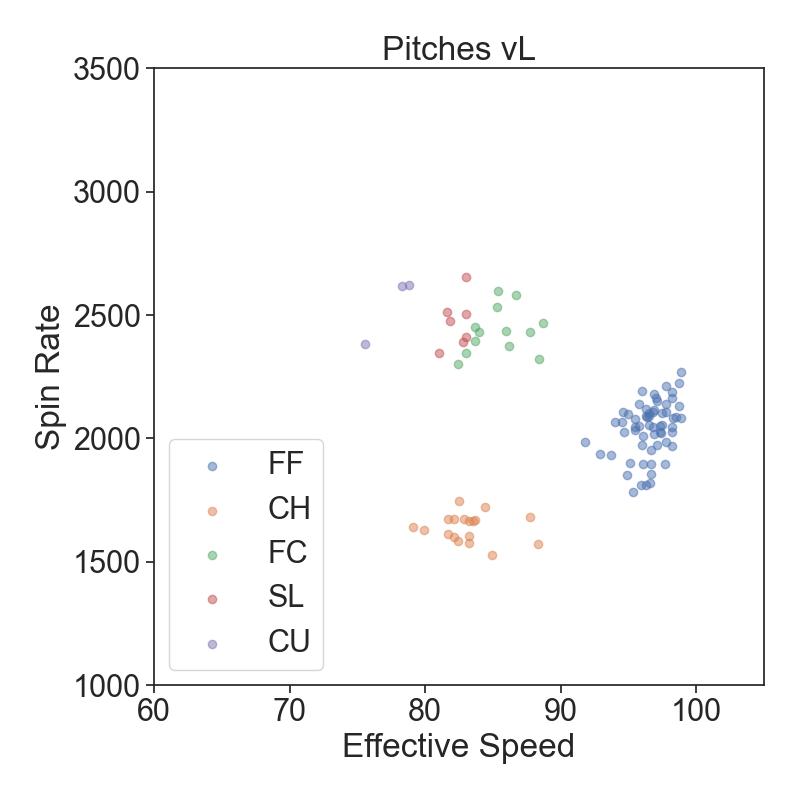 Pitches vL
3500
3000
2500
2000
1500
1000
Spin Rate
FF
CH
FC
SL
CU
60 70 80 90 100
Effective Speed